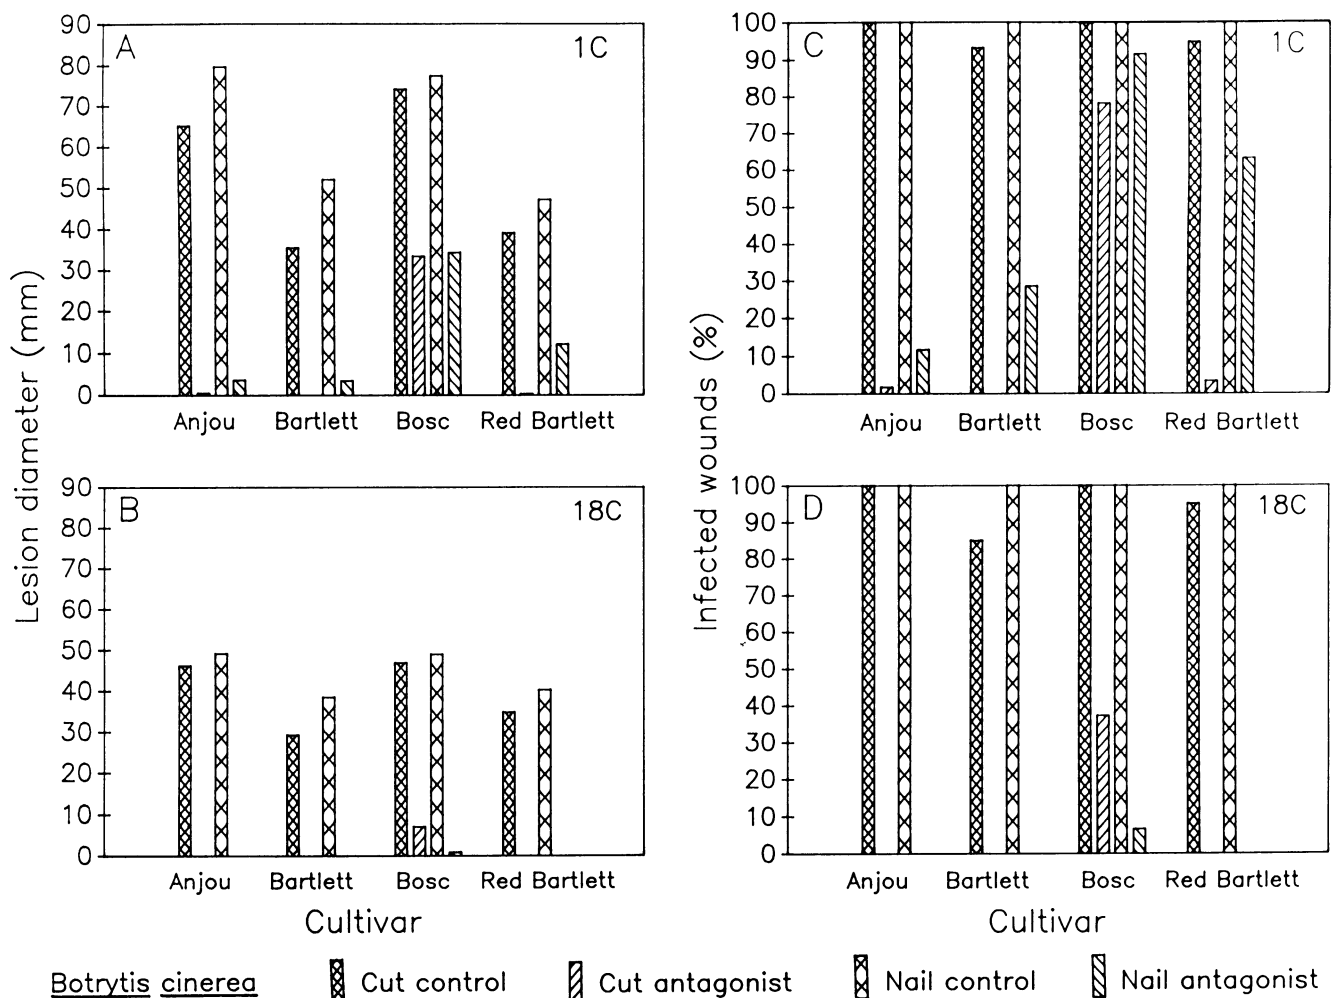 Lesion diameter (mm)
A
1C
90
80
70
60
50
40
30
20
10
0
Anjou Bartlett Bosc Red Bartlett
B
18C
90
80
70
60
50
40
30
20
10
0
Anjou Bartlett Bosc Red Bartlett
Cultivar
Infected wounds (%)
C
1C
100
90
80
70
60
50
40
30
20
10
0
Anjou Bartlett Bosc Red Bartlett
D
18C
100
90
80
70
60
50
40
30
20
10
0
Anjou Bartlett Bosc Red Bartlett
Cultivar
Botrytis cinerea Cut control Cut antagonist Nail control Nail antagonist